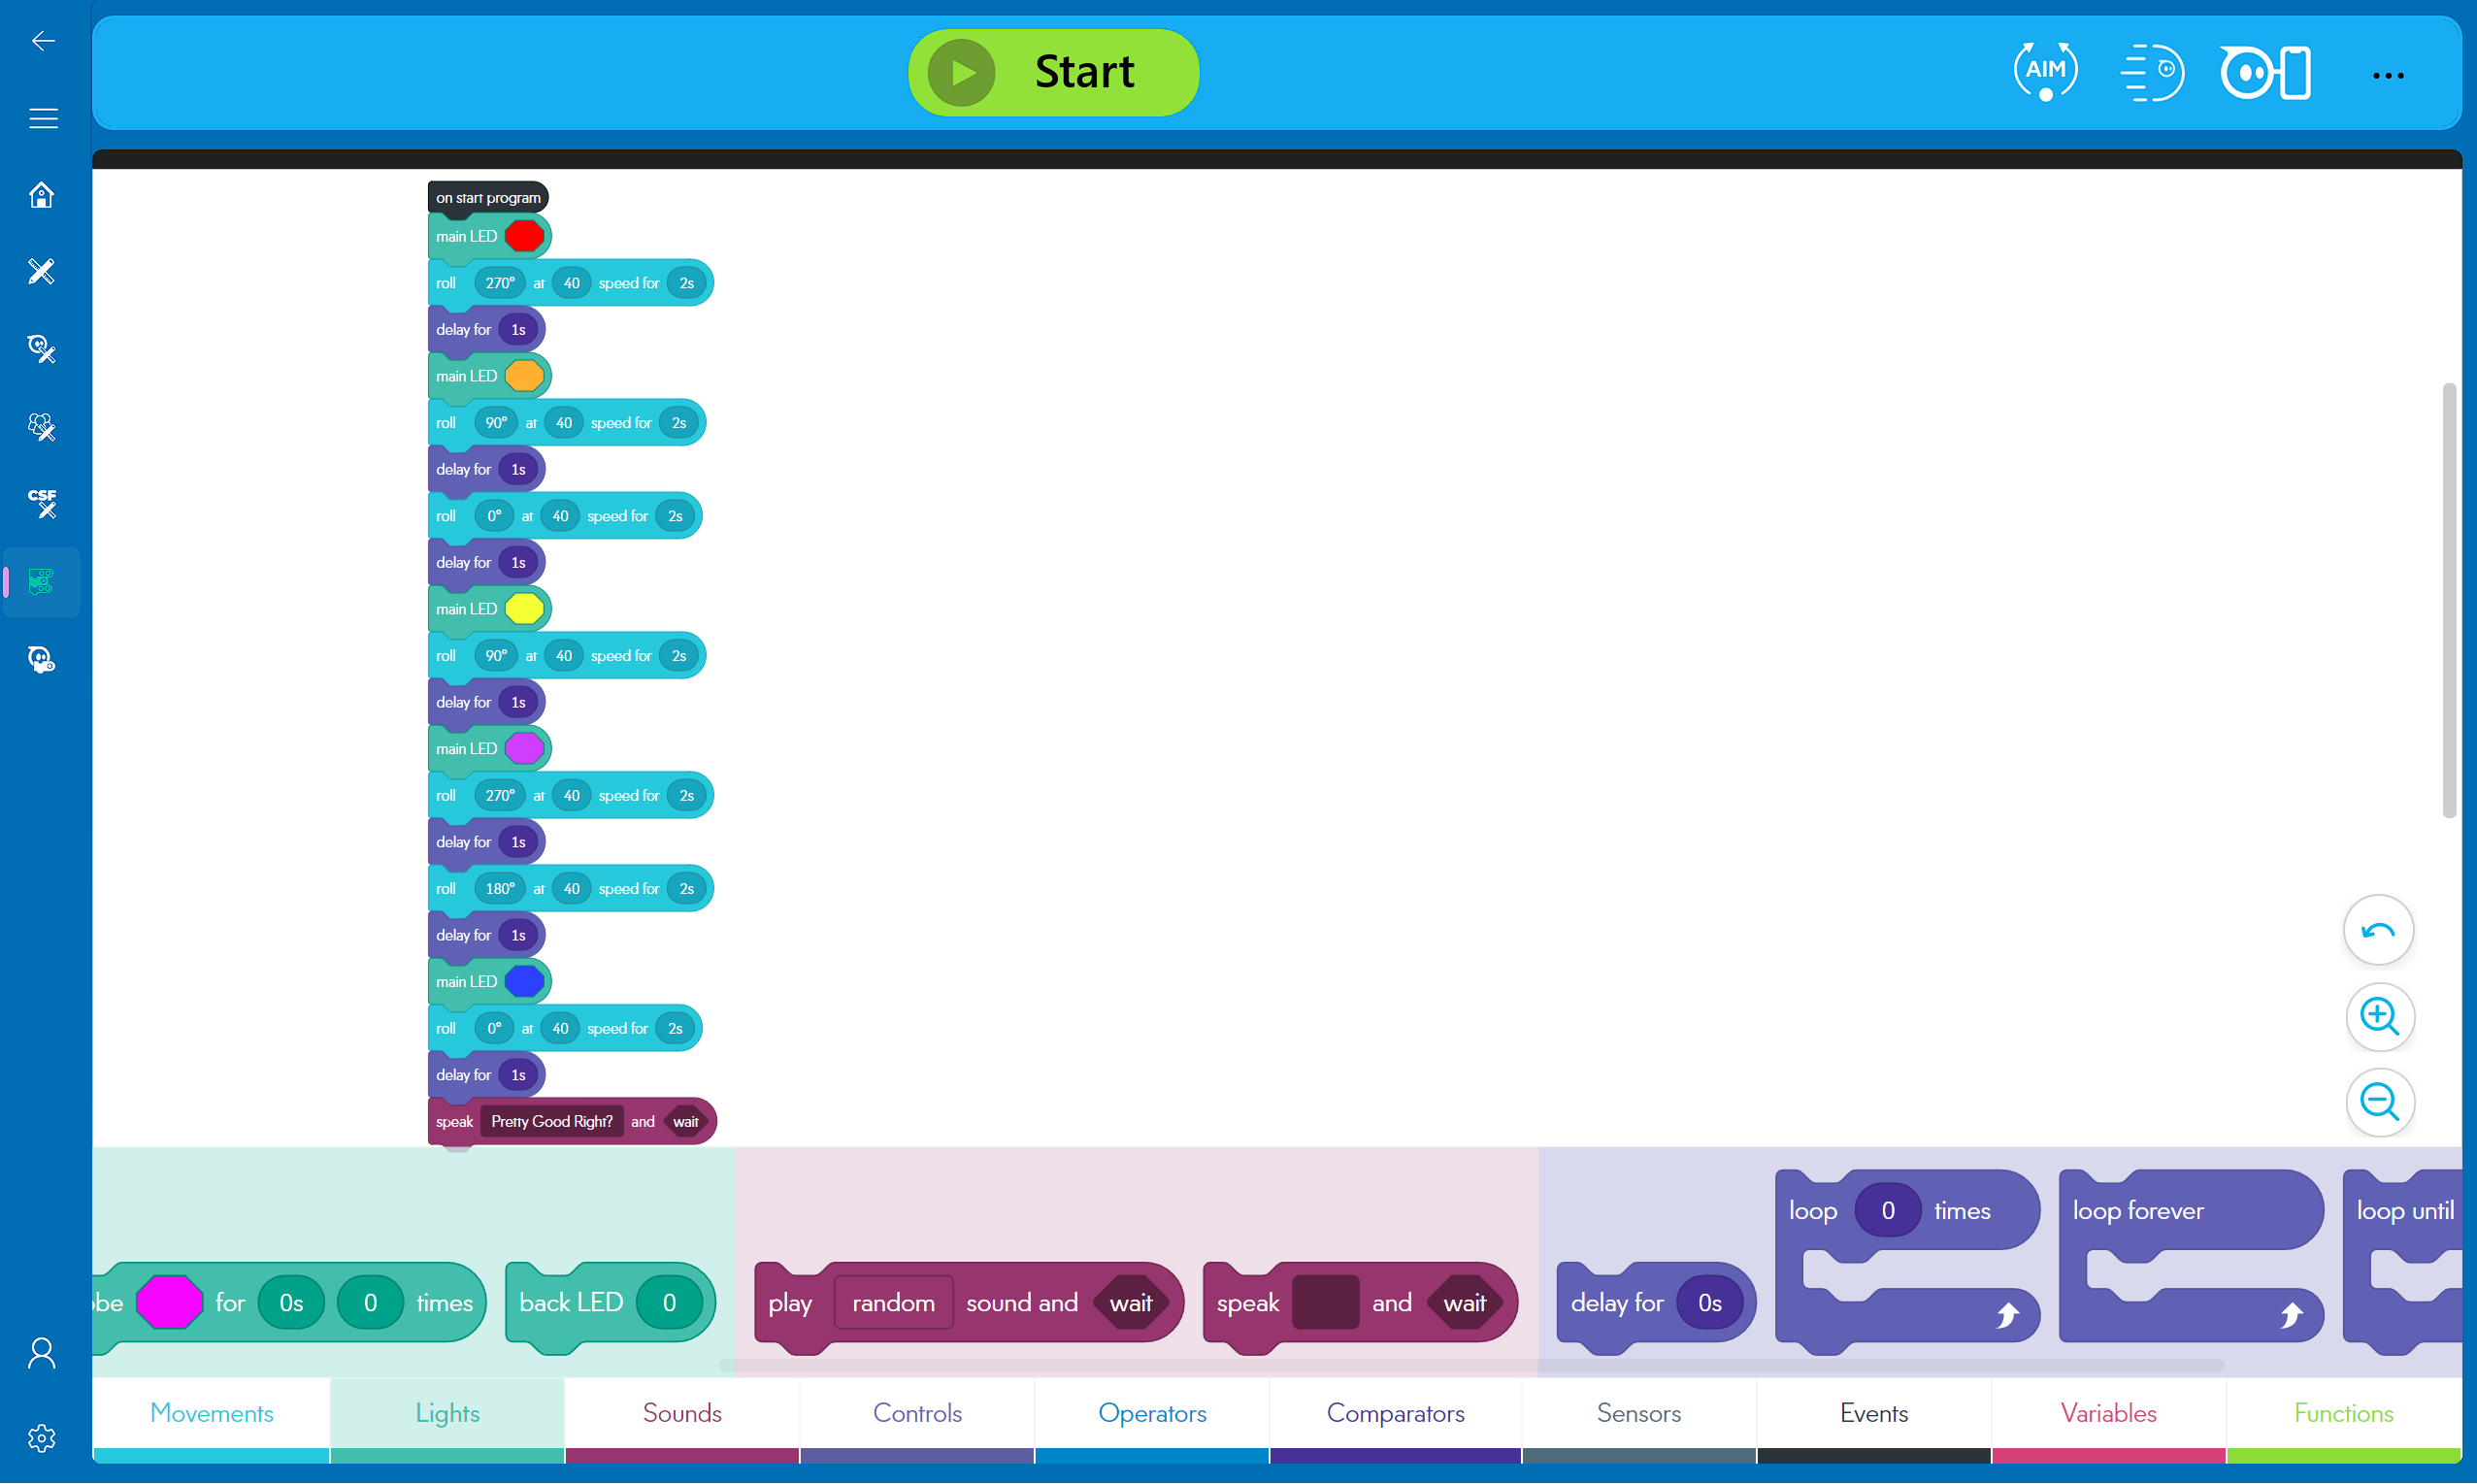 Start
AIM
...
CSF
on start program
main LED
roll 270° at 40 speed for 2s
delay for 1s
main LED
roll 90° at 40 speed for 2s
delay for 1s
roll 0° at 40 speed for 2s
delay for 1s
main LED
roll 90° at 40 speed for 2s
delay for 1s
main LED
roll 270° at 40 speed for 2s
delay for 1s
roll 180° at 40 speed for 2s
delay for 1s
main LED
roll 0° at 40 speed for 2s
delay for 1s
speak Pretty Good Right? and wait
loop 0 times
loop forever
loop until
for 0s 0 times
back LED 0
play random sound and wait
speak and wait
delay for 0s
Movements
Lights
Sounds
Controls
Operators
Comparators
Sensors
Events
Variables
Functions